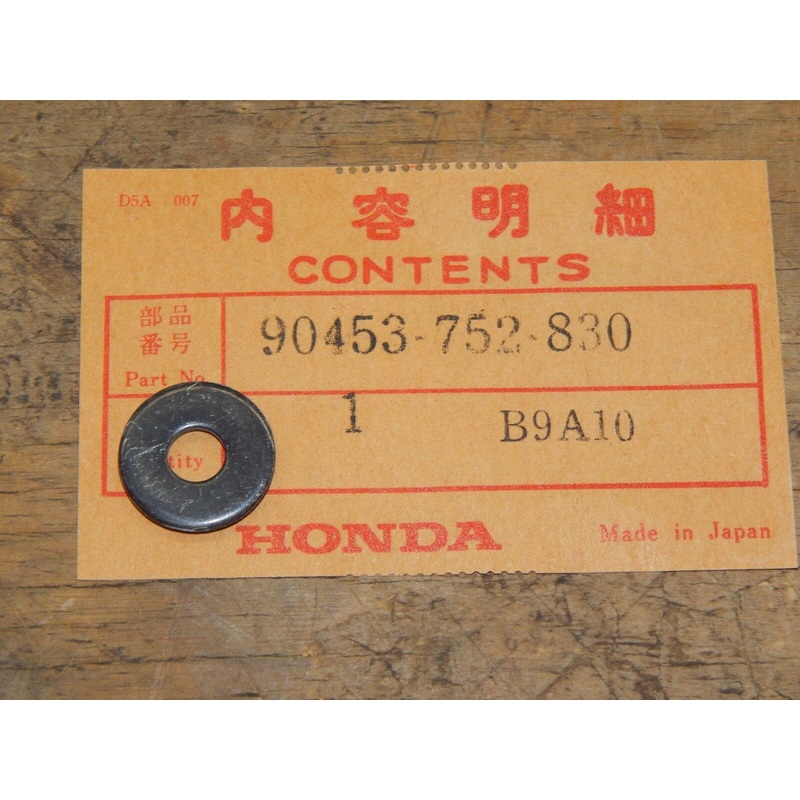 D5A 007
内容明細
CONTENTS
部品
番号
Part No.
90453-752-830
1
B9A10
HONDA
Made in Japan